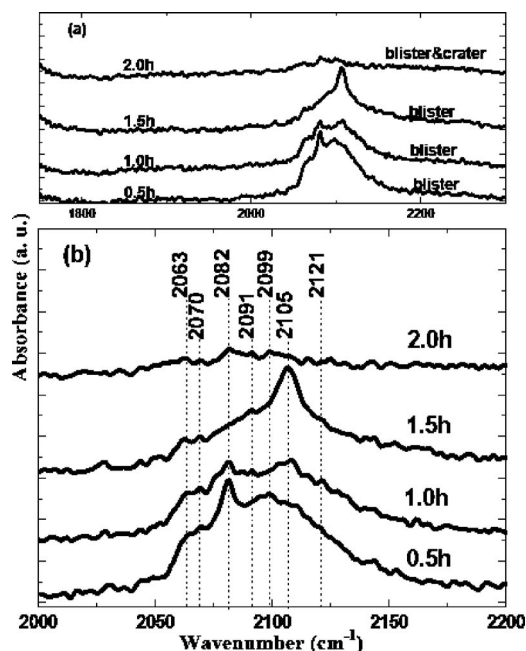 (a)
blister&crater
2.0h
1.5h
blister
1.0h
blister
0.5h
blister
1800
2000
2200
Absorbance (a. u.)
(b)
2063
2070
2082
2091
2099
2105
2121
2.0h
1.5h
1.0h
0.5h
2000
2050
2100
2150
2200
Wavenumber (cm⁻¹)